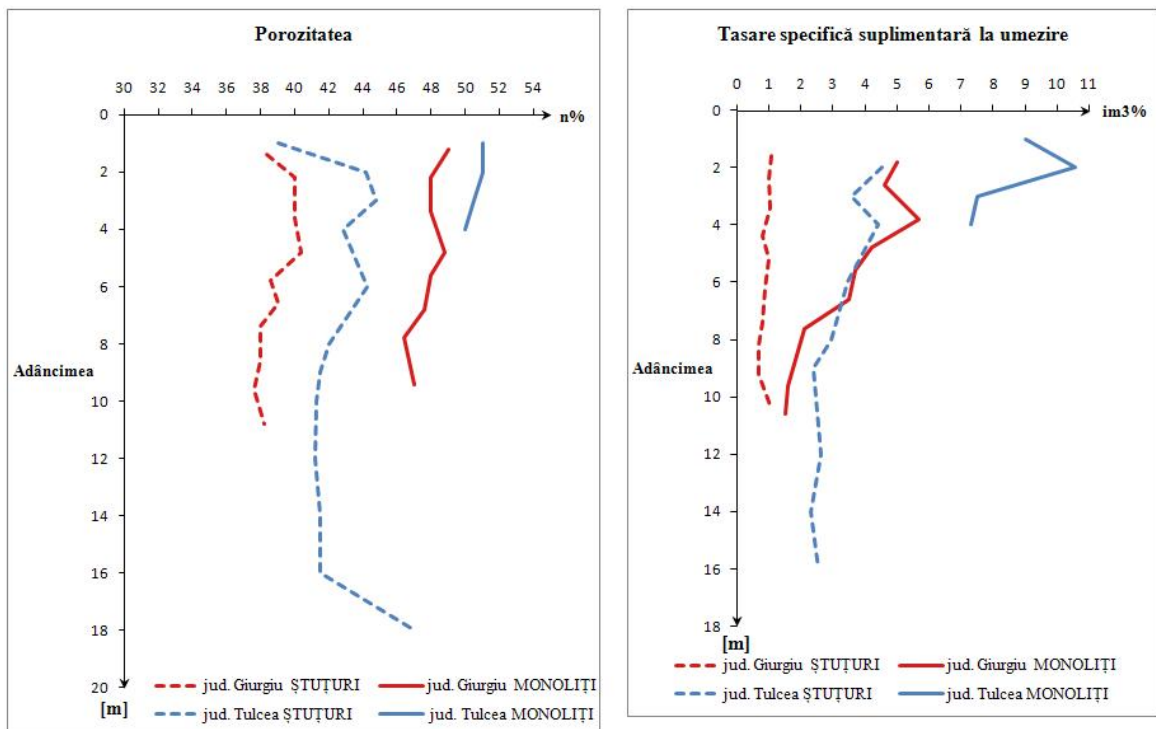 Porozitatea
30 32 34 36 38 40 42 44 46 48 50 52 54
n%
0
2
4
6
8
Adâncimea
10
12
14
16
18
20
[m]
jud. Giurgiu ȘTUȚURI jud. Giurgiu MONOLIȚI
jud. Tulcea ȘTUȚURI jud. Tulcea MONOLIȚI
Tasare specifică suplimentară la umezire
0 1 2 3 4 5 6 7 8 9 10 11
im3%
0
2
4
6
8
Adâncimea
10
12
14
16
18
[m]
jud. Giurgiu ȘTUȚURI jud. Giurgiu MONOLIȚI
jud. Tulcea ȘTUȚURI jud. Tulcea MONOLIȚI